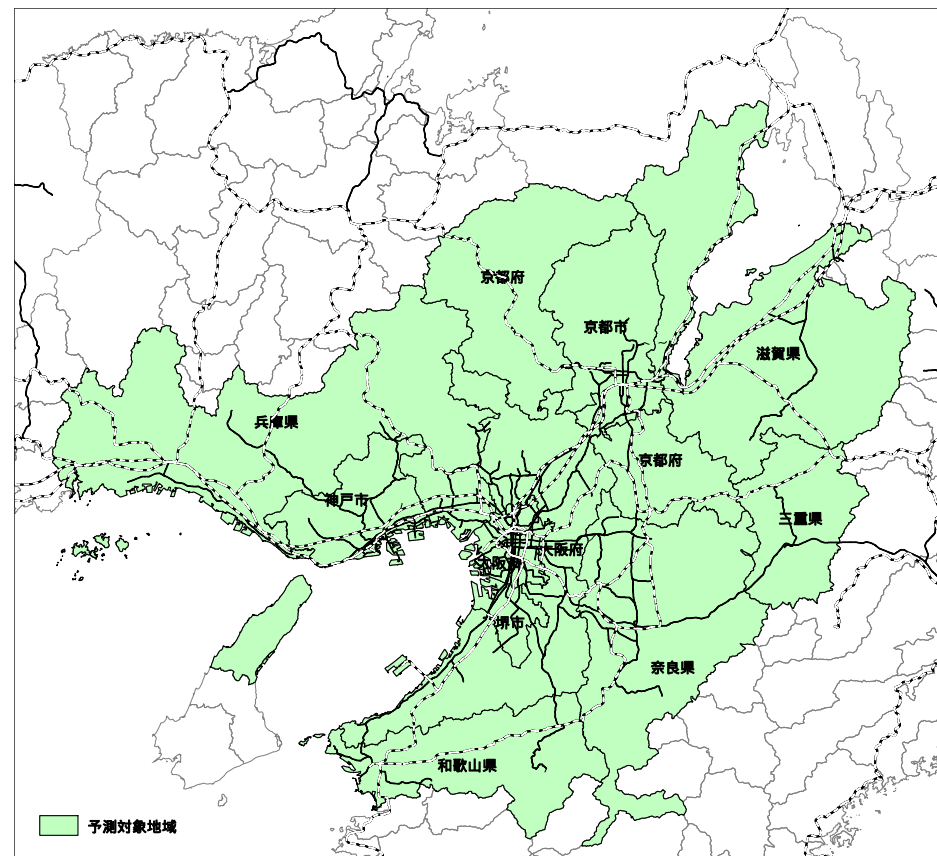 京都府
京都市
滋賀県
兵庫県
京都府
神戸市
三重県
大阪府
大阪市
堺市
奈良県
和歌山県
予測対象地域